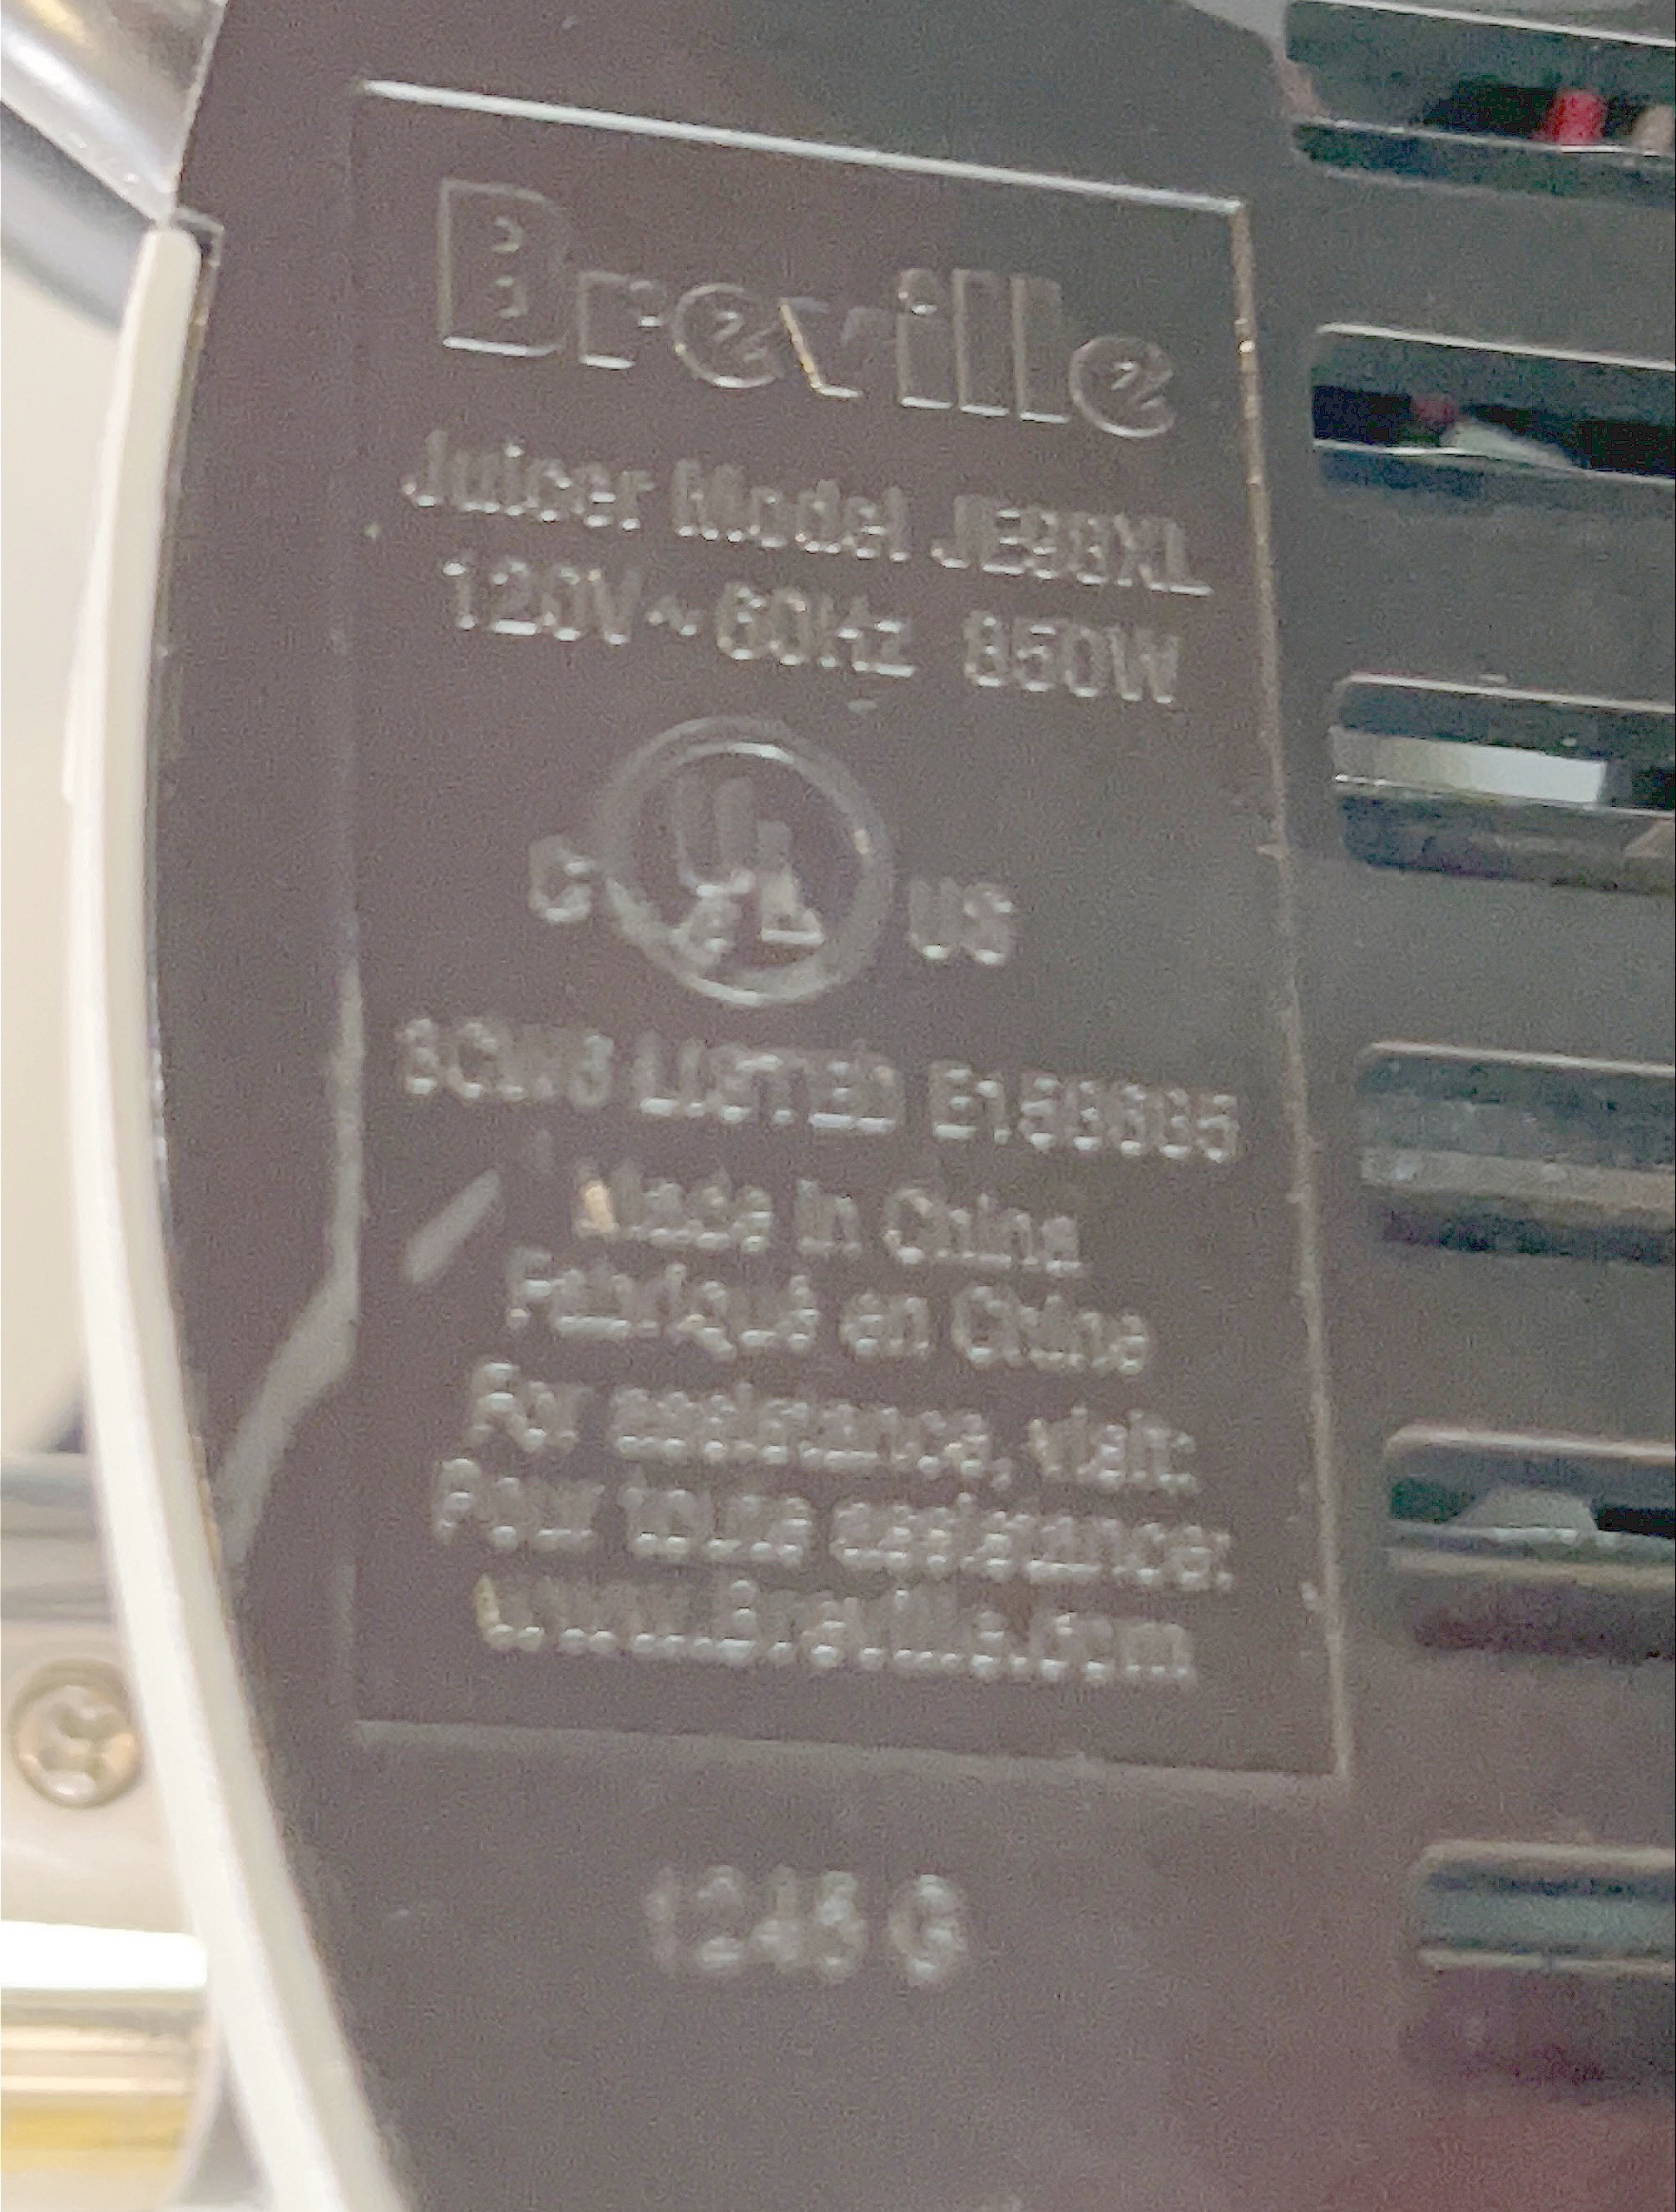 Breville
Juicer Model JE98XL
120V~60Hz 850W
C UL US
LISTED
Made in China
Fabriqué en Chine
For assistance, visit:
Pour toute assistance:
www.Breville.com
1245 G